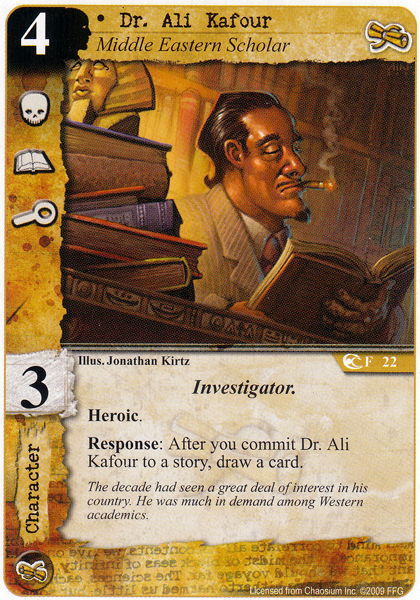 4
• Dr. Ali Kafour
Middle Eastern Scholar
Illus. Jonathan Kirtz
F 22
3
Investigator.
Heroic.
Response: After you commit Dr. Ali
Kafour to a story, draw a card.
The decade had seen a great deal of interest in his
country. He was much in demand among Western
academics.
Character
Licensed from Chaosium Inc. ©2009 FFG